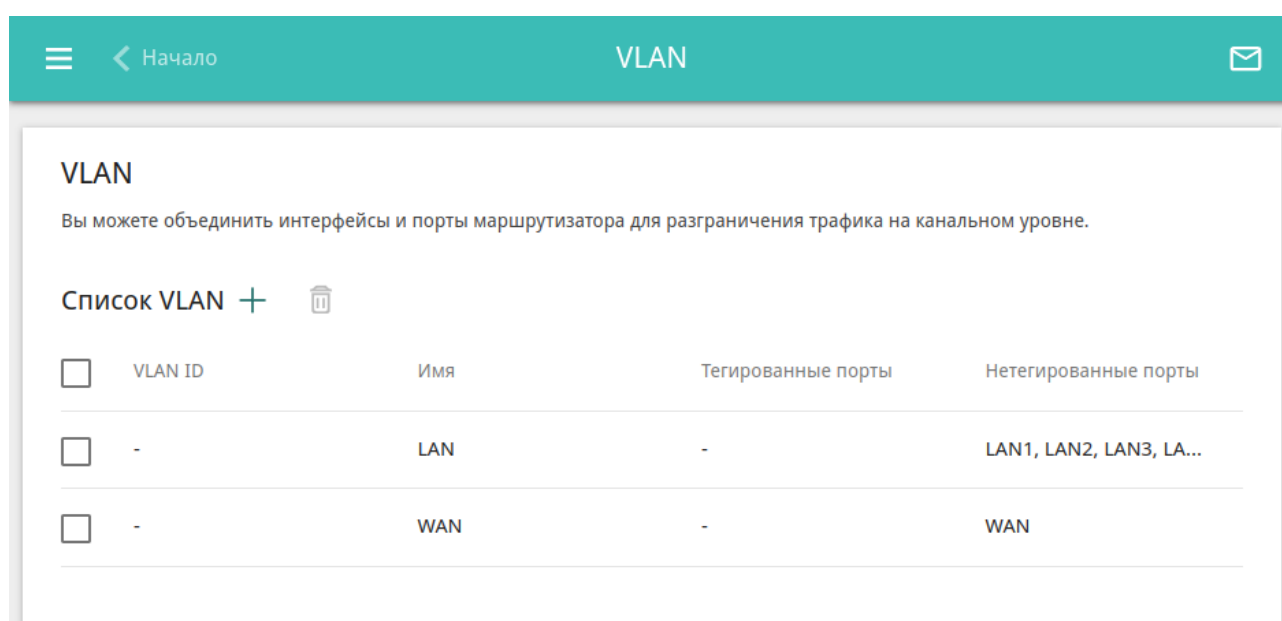 Начало VLAN
VLAN
Вы можете объединить интерфейсы и порты маршрутизатора для разграничения трафика на канальном уровне.
Список VLAN
VLAN ID Имя Тегированные порты Нетегированные порты
- LAN - LAN1, LAN2, LAN3, LA...
- WAN - WAN